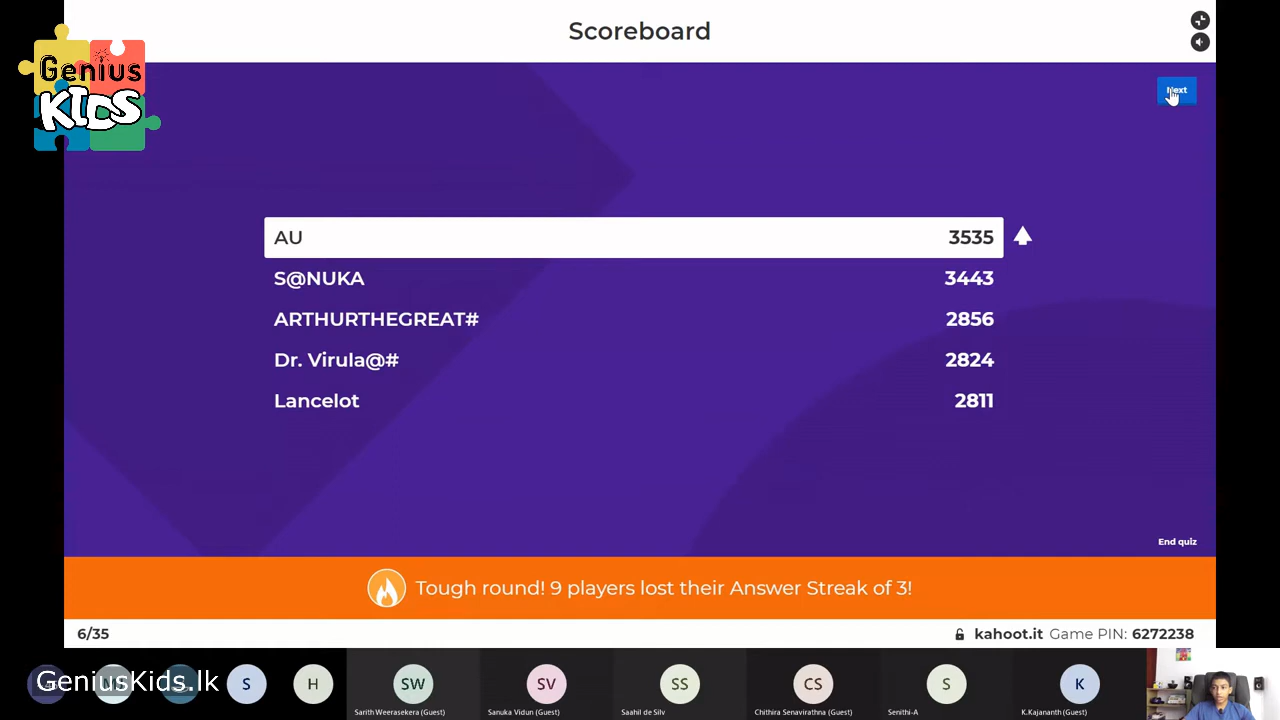 Scoreboard
Genius
KIDS
Next
AU 3535
S@NUKA 3443
ARTHURTHEGREAT# 2856
Dr. Virula@# 2824
Lancelot 2811
End quiz
Tough round! 9 players lost their Answer Streak of 3!
6/35
kahoot.it Game PIN: 6272238
GeniusKids.lk
S
H
SW
SV
SS
CS
S
K
Sarith Weerasekera (Guest)
Sanuka Vidun (Guest)
Saahil de Silv
Chithira Senavirathna (Guest)
Senithi-A
K.Kajananth (Guest)